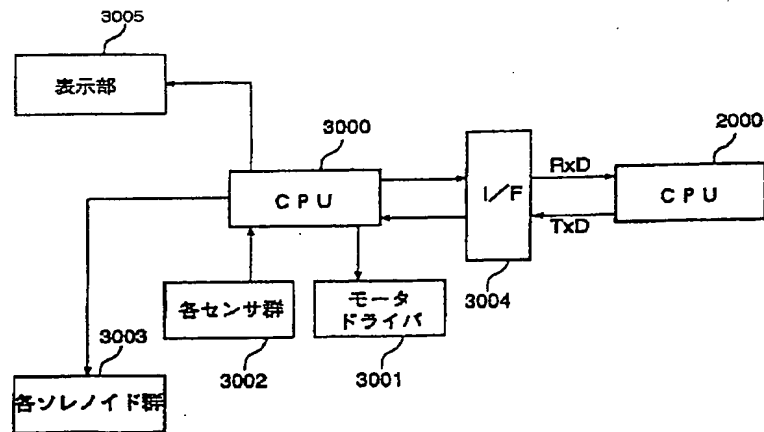 3005
表示部
3000
CPU
I/F
RxD
TxD
2000
CPU
3004
各センサ群
3002
モータ
ドライバ
3001
3003
各ソレノイド群